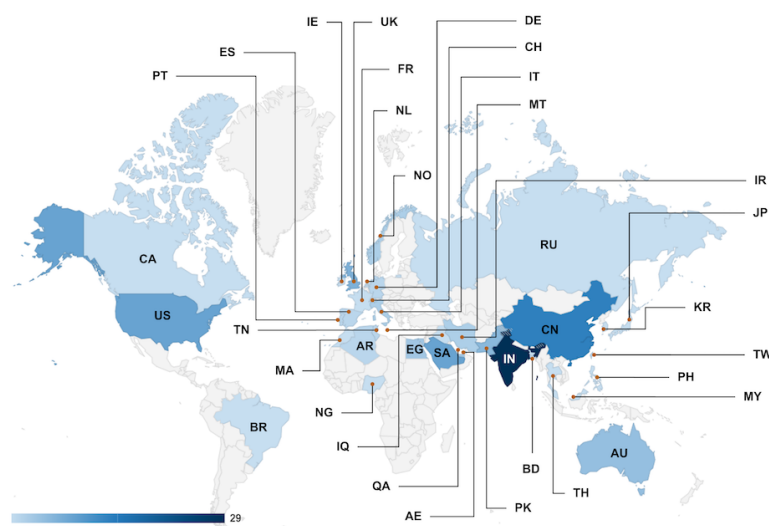 IE
UK
DE
ES
CH
FR
IT
PT
MT
NL
NO
IR
JP
RU
CA
KR
US
CN
TN
AR
EG
SA
IN
TW
MA
PH
MY
NG
BR
IQ
AU
BD
QA
TH
PK
AE
29